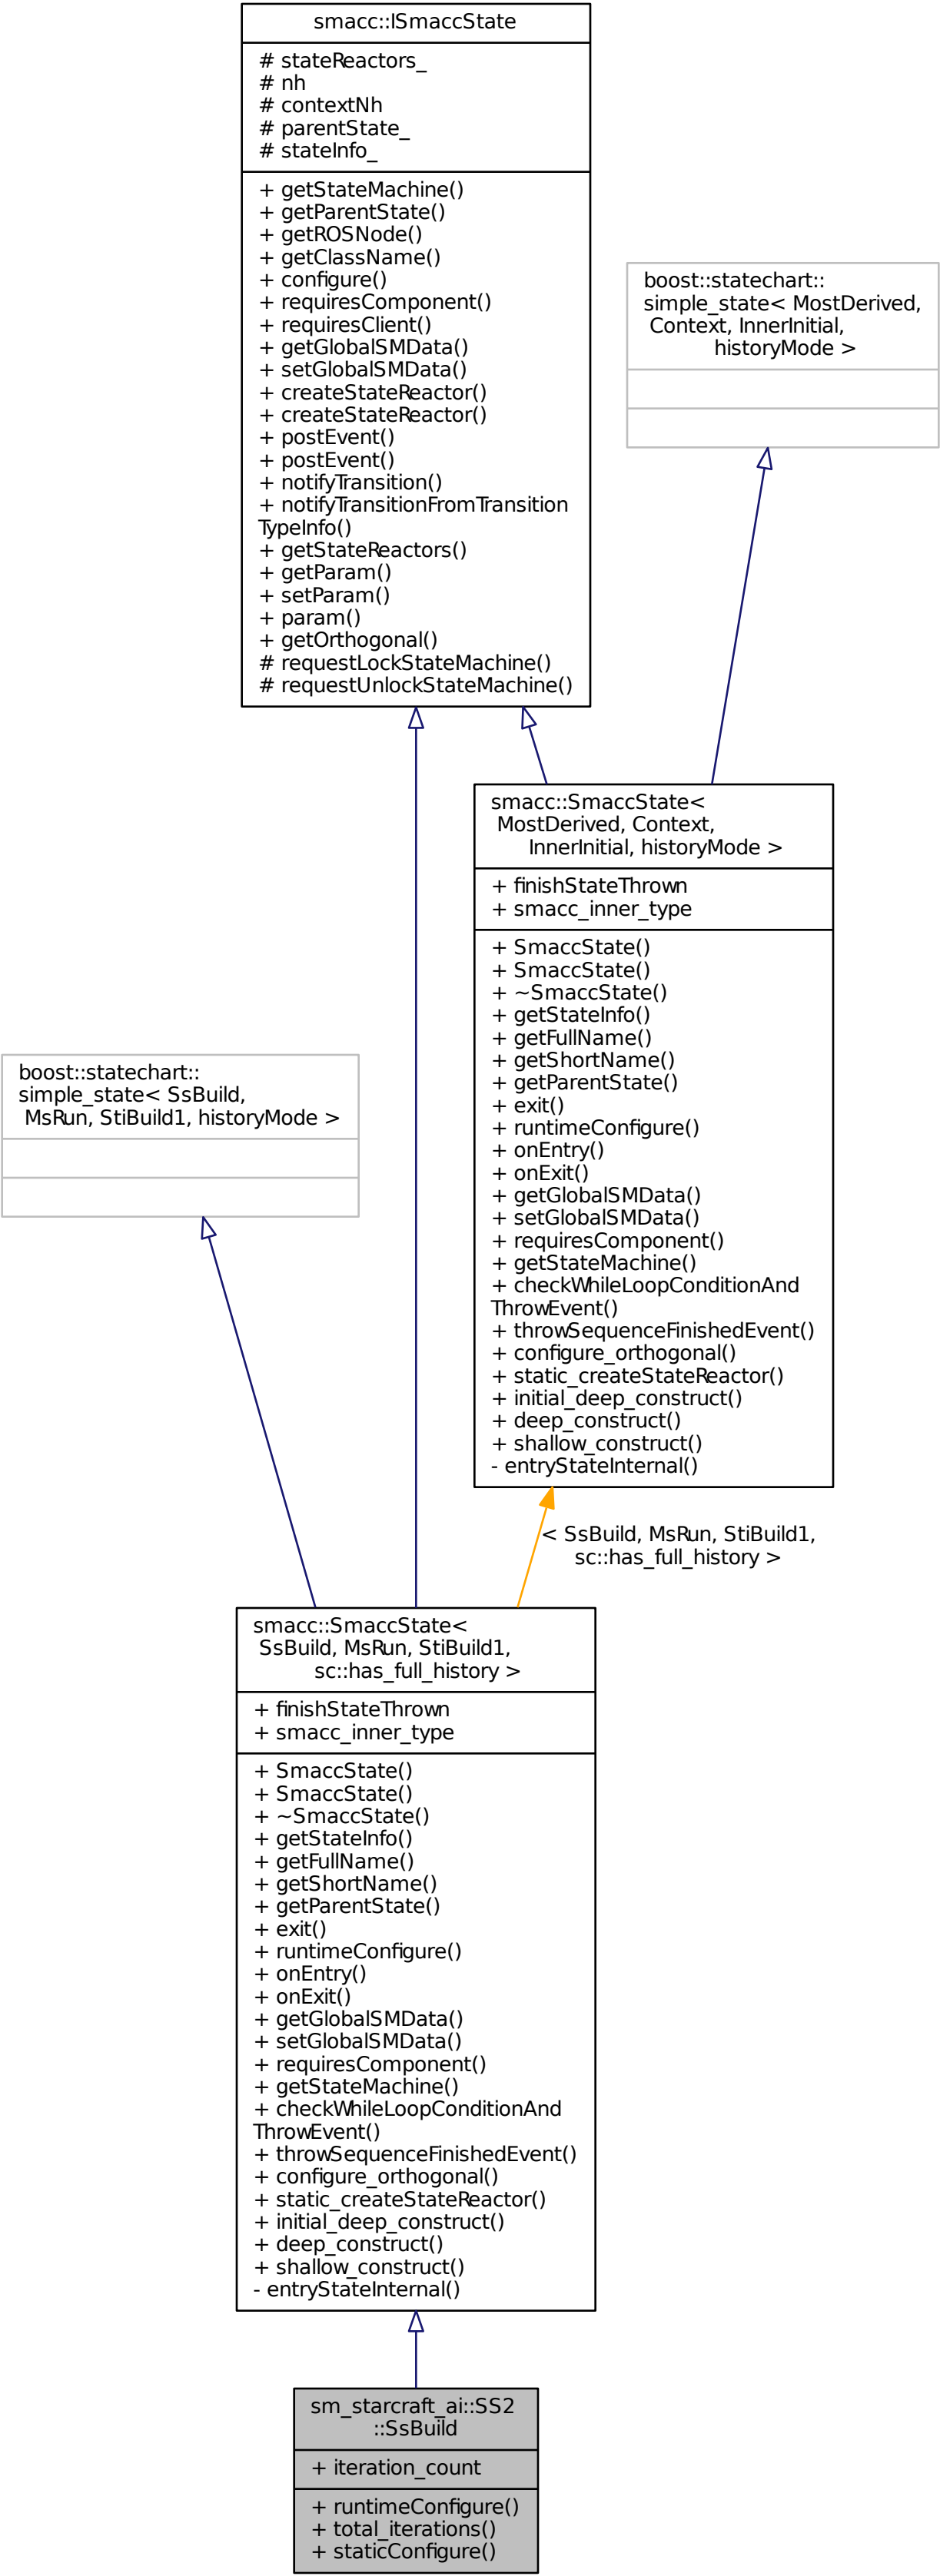 smacc::ISmaccState
# stateReactors_
# nh
# contextNh
# parentState_
# stateInfo_
+ getStateMachine()
+ getParentState()
+ getROSNode()
+ getClassName()
+ configure()
+ requiresComponent()
+ requiresClient()
+ getGlobalSMData()
+ setGlobalSMData()
+ createStateReactor()
+ createStateReactor()
+ postEvent()
+ postEvent()
+ notifyTransition()
+ notifyTransitionFromTransition
TypeInfo()
+ getStateReactors()
+ getParam()
+ setParam()
+ param()
+ getOrthogonal()
# requestLockStateMachine()
# requestUnlockStateMachine()
boost::statechart::
simple_state< MostDerived,
Context, InnerInitial,
historyMode >
smacc::SmaccState<
MostDerived, Context,
InnerInitial, historyMode >
+ finishStateThrown
+ smacc_inner_type
+ SmaccState()
+ SmaccState()
+ ~SmaccState()
+ getStateInfo()
+ getFullName()
+ getShortName()
+ getParentState()
+ exit()
+ runtimeConfigure()
+ onEntry()
+ onExit()
+ getGlobalSMData()
+ setGlobalSMData()
+ requiresComponent()
+ getStateMachine()
+ checkWhileLoopConditionAnd
ThrowEvent()
+ throwSequenceFinishedEvent()
+ configure_orthogonal()
+ static_createStateReactor()
+ initial_deep_construct()
+ deep_construct()
+ shallow_construct()
- entryStateInternal()
boost::statechart::
simple_state< SsBuild,
MsRun, StiBuild1, historyMode >
< SsBuild, MsRun, StiBuild1,
sc::has_full_history >
smacc::SmaccState<
SsBuild, MsRun, StiBuild1,
sc::has_full_history >
+ finishStateThrown
+ smacc_inner_type
+ SmaccState()
+ SmaccState()
+ ~SmaccState()
+ getStateInfo()
+ getFullName()
+ getShortName()
+ getParentState()
+ exit()
+ runtimeConfigure()
+ onEntry()
+ onExit()
+ getGlobalSMData()
+ setGlobalSMData()
+ requiresComponent()
+ getStateMachine()
+ checkWhileLoopConditionAnd
ThrowEvent()
+ throwSequenceFinishedEvent()
+ configure_orthogonal()
+ static_createStateReactor()
+ initial_deep_construct()
+ deep_construct()
+ shallow_construct()
- entryStateInternal()
sm_starcraft_ai::SS2
::SsBuild
+ iteration_count
+ runtimeConfigure()
+ total_iterations()
+ staticConfigure()